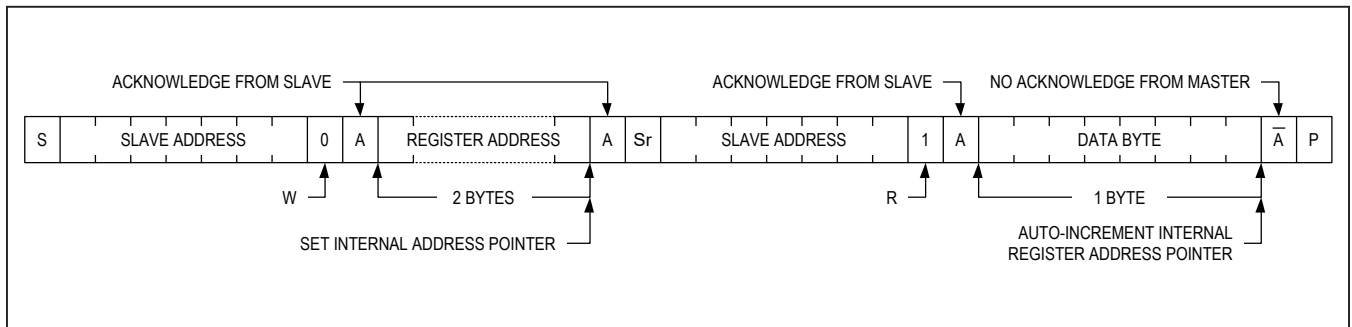 ACKNOWLEDGE FROM SLAVE
ACKNOWLEDGE FROM SLAVE
NO ACKNOWLEDGE FROM MASTER
S SLAVE ADDRESS 0 A REGISTER ADDRESS A Sr SLAVE ADDRESS 1 A DATA BYTE A̅ P
W
2 BYTES
R
1 BYTE
SET INTERNAL ADDRESS POINTER
AUTO-INCREMENT INTERNAL
REGISTER ADDRESS POINTER